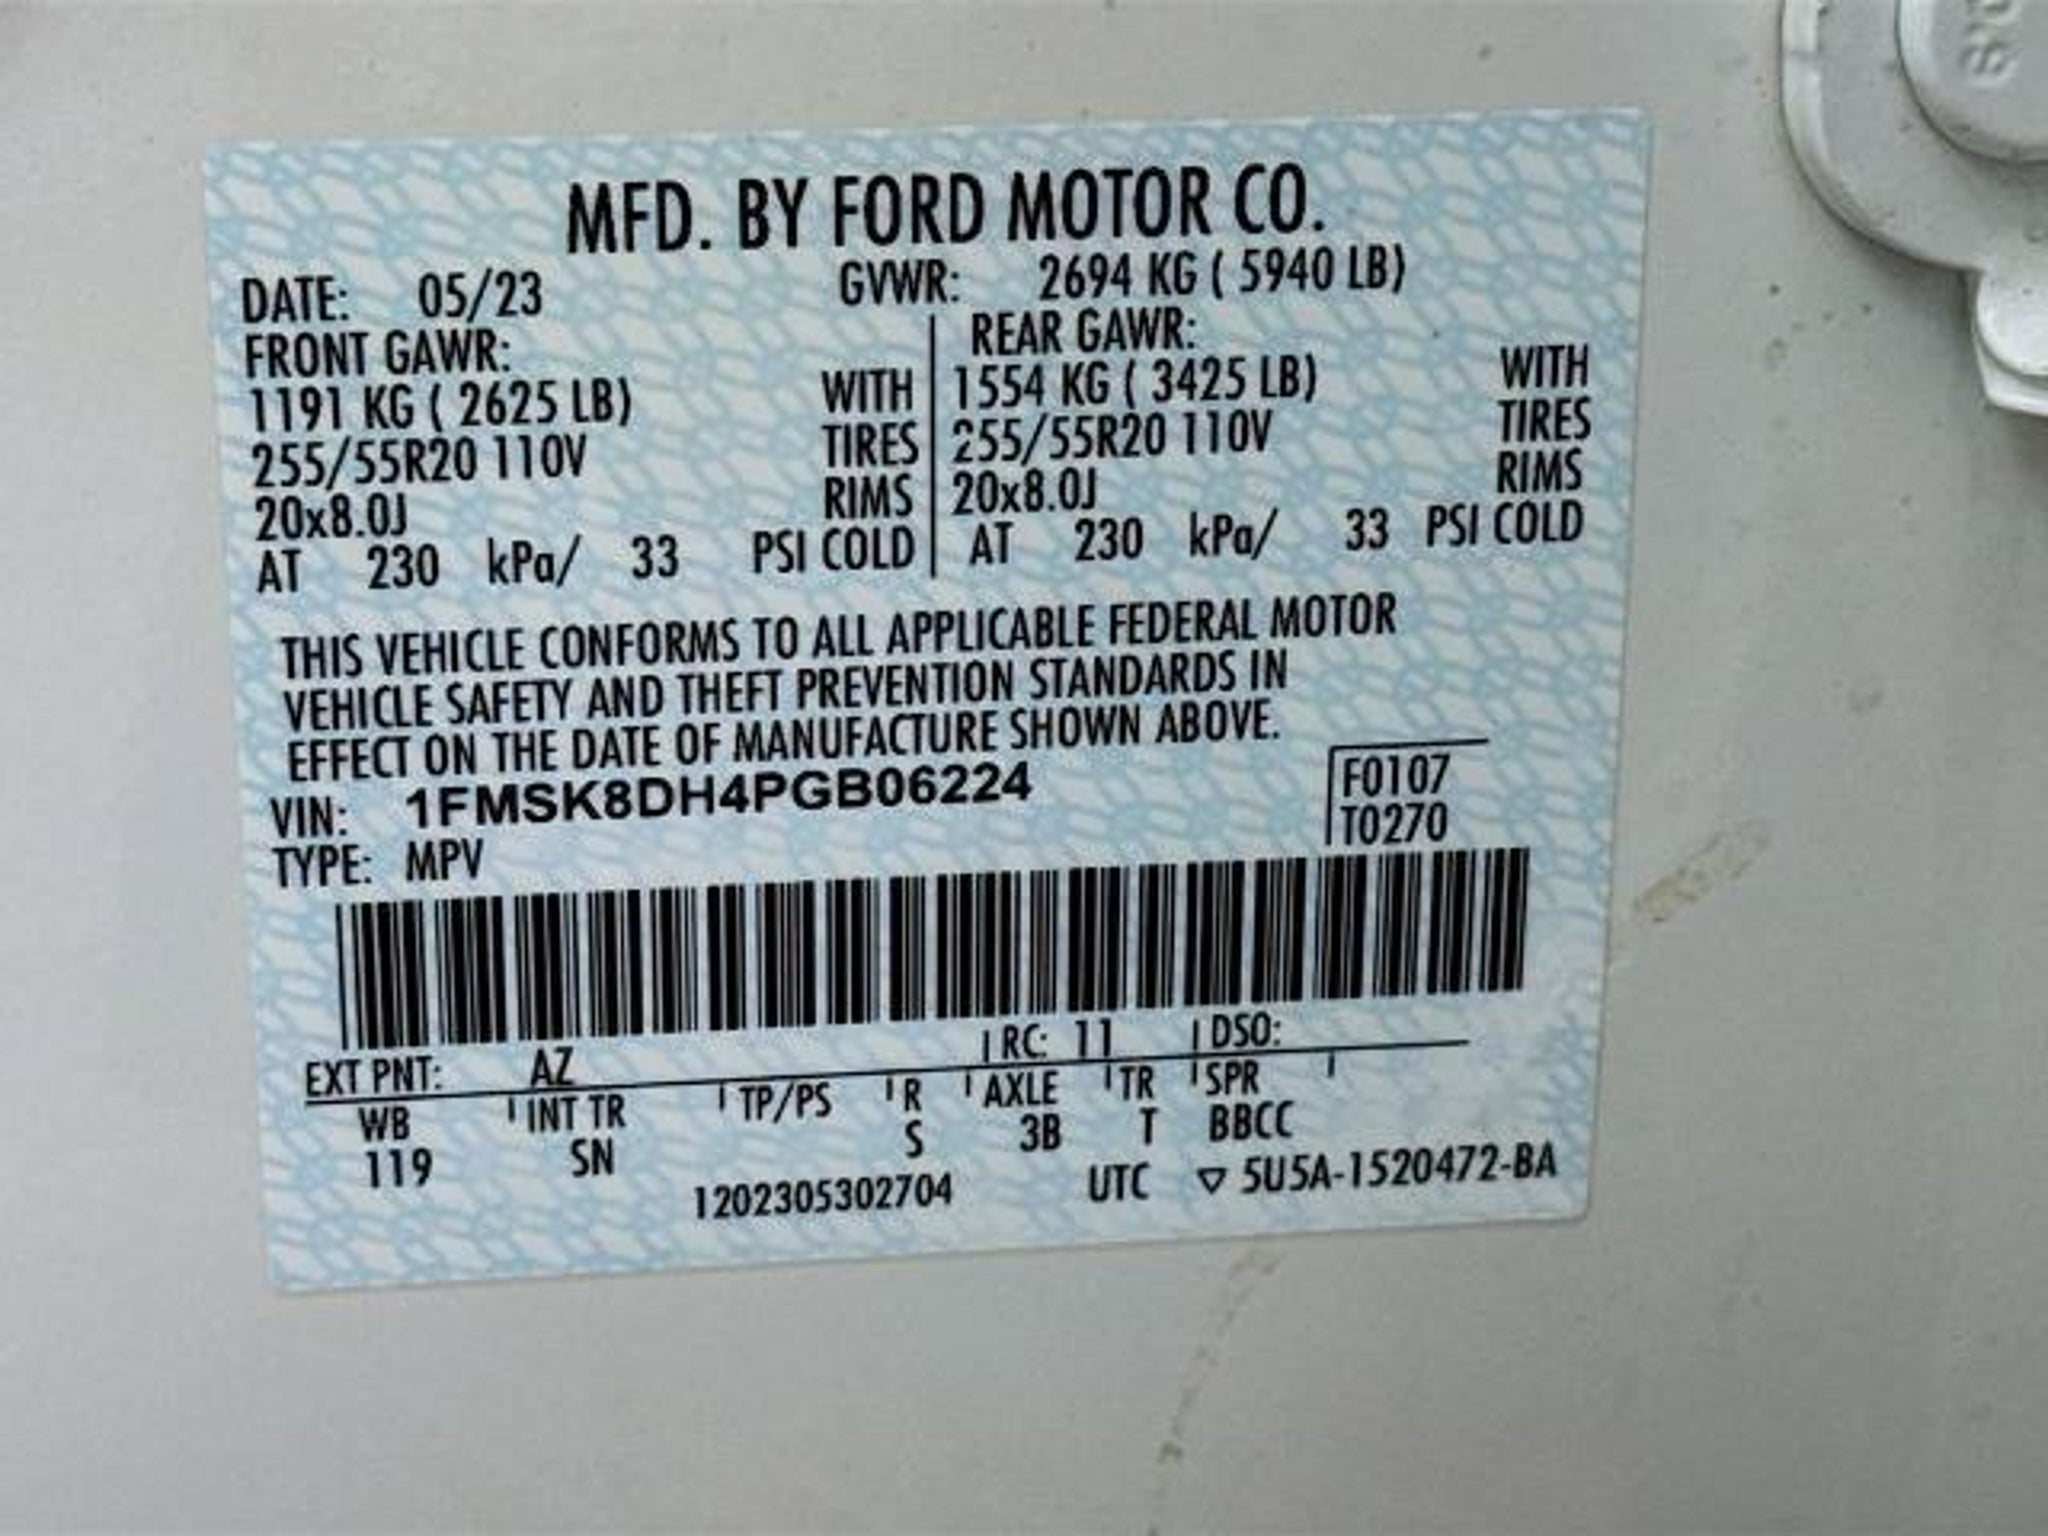 MFD. BY FORD MOTOR CO.
DATE: 05/23 GVWR: 2694 KG ( 5940 LB)
FRONT GAWR: REAR GAWR:
1191 KG ( 2625 LB) WITH 1554 KG ( 3425 LB) WITH
255/55R20 110V TIRES 255/55R20 110V TIRES
20x8.0J RIMS 20x8.0J RIMS
AT 230 kPa/ 33 PSI COLD AT 230 kPa/ 33 PSI COLD
THIS VEHICLE CONFORMS TO ALL APPLICABLE FEDERAL MOTOR
VEHICLE SAFETY AND THEFT PREVENTION STANDARDS IN
EFFECT ON THE DATE OF MANUFACTURE SHOWN ABOVE.
VIN: 1FMSK8DH4PGB06224 F0107
TYPE: MPV T0270
EXT PNT: AZ RC: 11 DSO:
WB INT TR TP/PS R AXLE TR SPR
119 SN S 3B T BBCC
1202305302704 UTC ▽ 5U5A-1520472-BA